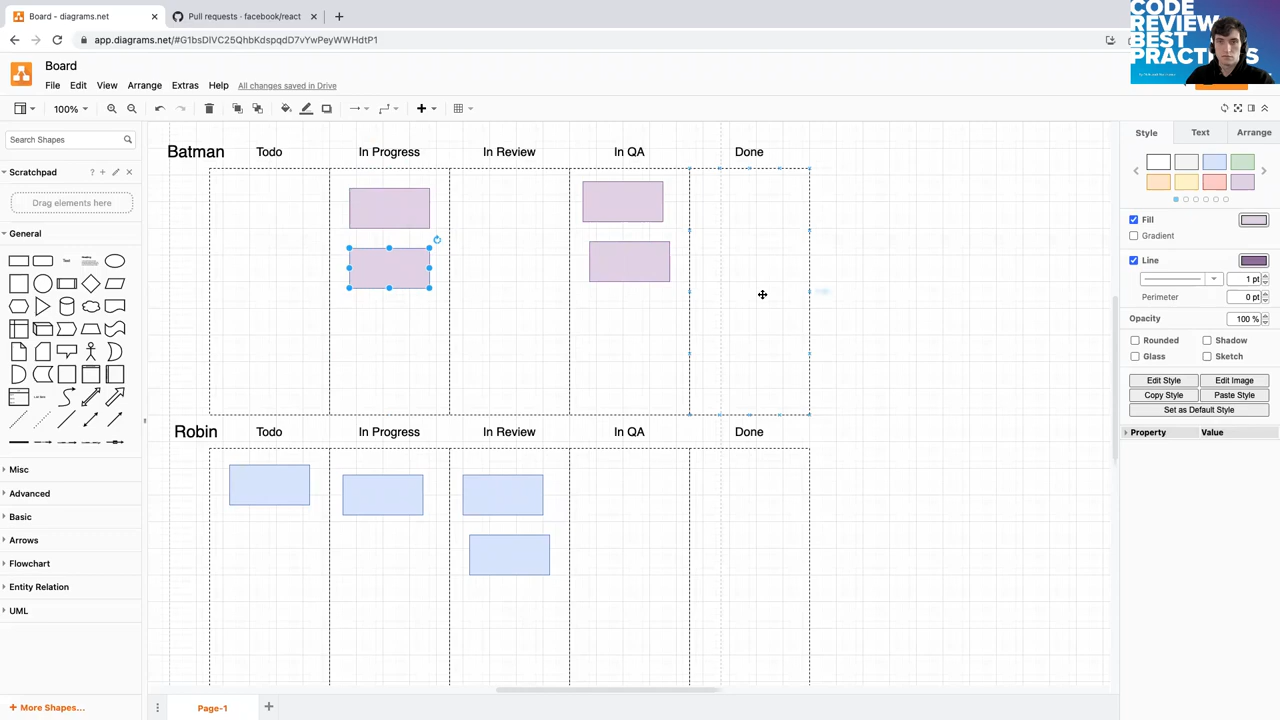 Board - diagrams.net
Pull requests · facebook/react
app.diagrams.net/#G1bsDIVC25QhbKdspqdD7vYwPeyWWHdtP1
CODE
REVIEW
BEST
PRACTICES
Board
File Edit View Arrange Extras Help All changes saved in Drive
100%
Search Shapes
Scratchpad
Drag elements here
General
Text
Heading
List Item
Misc
Advanced
Basic
Arrows
Flowchart
Entity Relation
UML
More Shapes...
Batman Todo In Progress In Review In QA Done
Robin Todo In Progress In Review In QA Done
Page-1
Style Text Arrange
Fill
Gradient
Line
1 pt
Perimeter 0 pt
Opacity 100 %
Rounded Shadow
Glass Sketch
Edit Style Edit Image
Copy Style Paste Style
Set as Default Style
Property Value